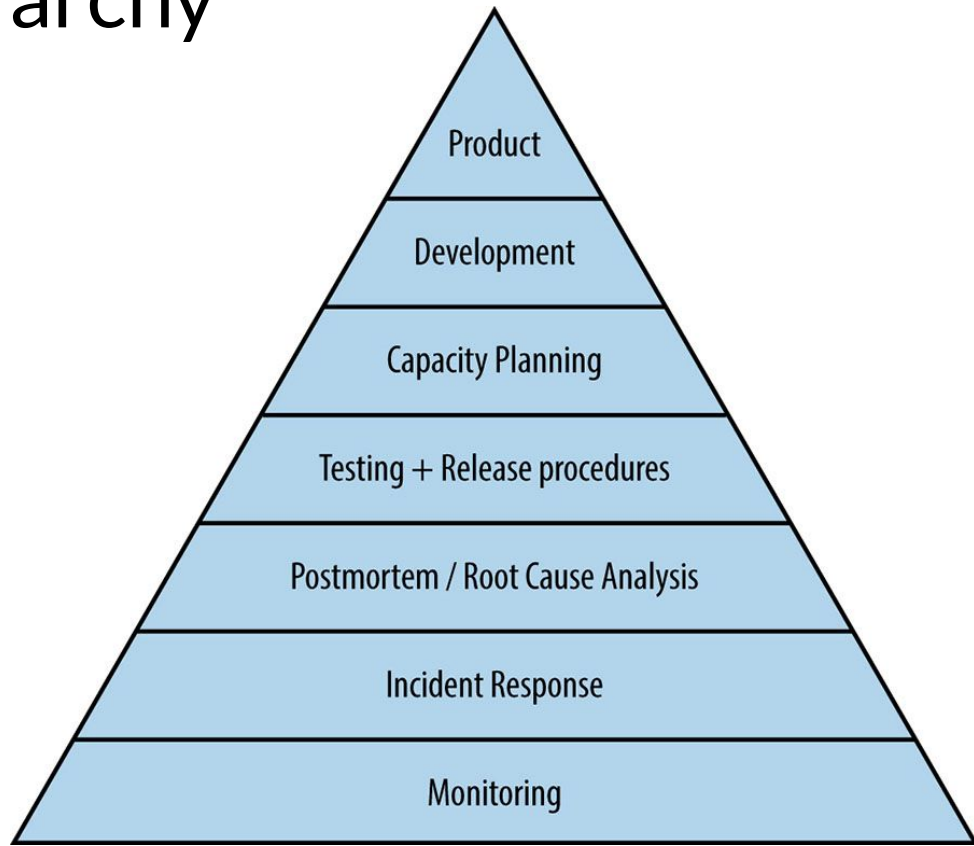 archy
Product
Development
Capacity Planning
Testing + Release procedures
Postmortem / Root Cause Analysis
Incident Response
Monitoring